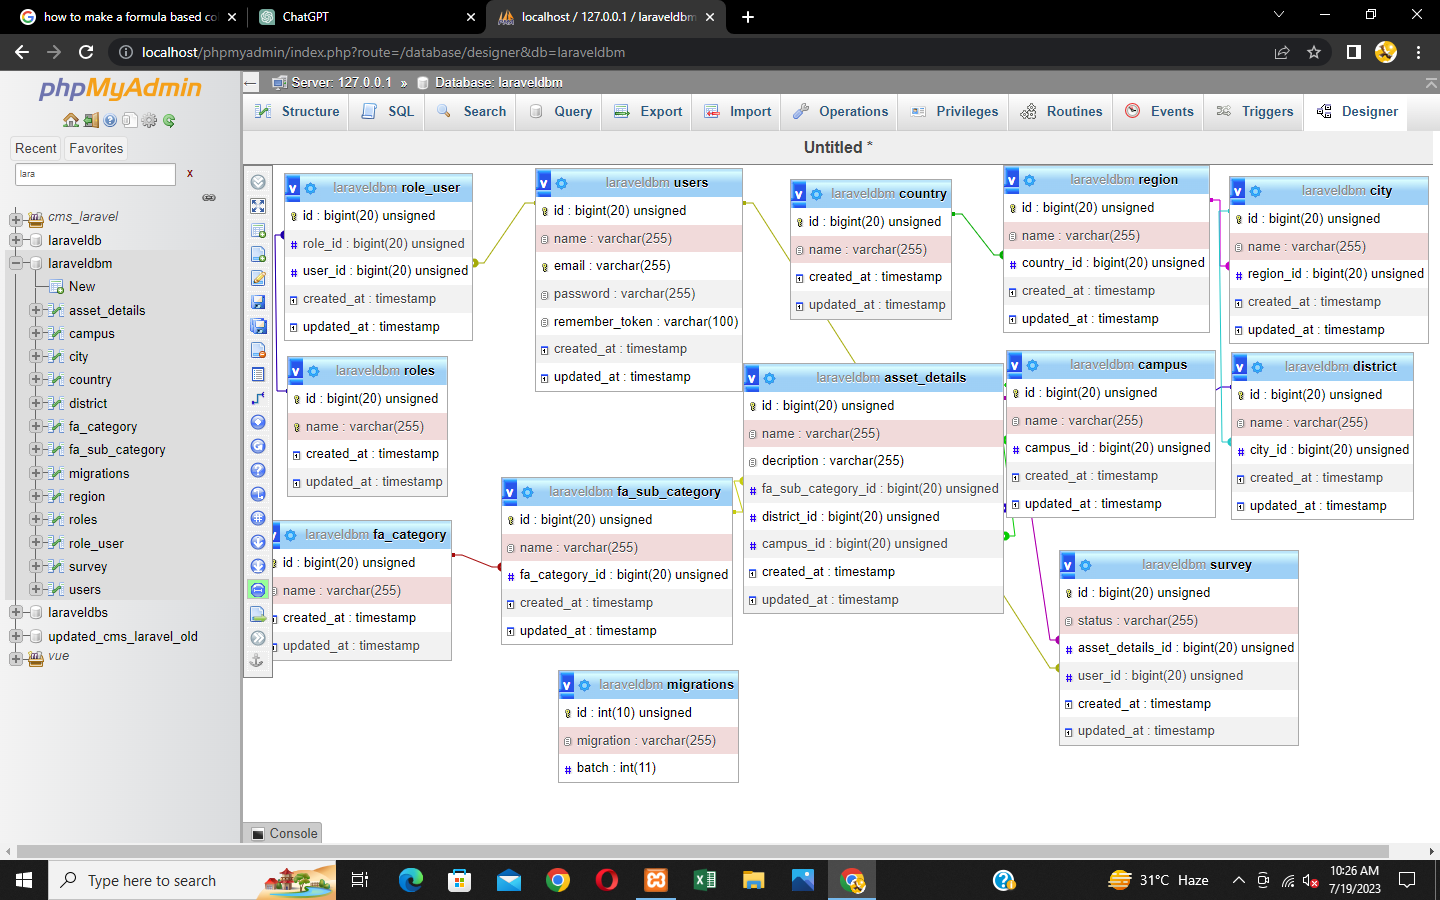 how to make a formula based co
ChatGPT
localhost / 127.0.0.1 / laraveldbm
localhost/phpmyadmin/index.php?route=/database/designer&db=laraveldbm
phpMyAdmin
Recent
Favorites
lara
x
cms_laravel
laraveldb
laraveldbm
New
asset_details
campus
city
country
district
fa_category
fa_sub_category
migrations
region
roles
role_user
survey
users
laraveldbs
updated_cms_laravel_old
vue
Server: 127.0.0.1 » Database: laraveldbm
Structure
SQL
Search
Query
Export
Import
Operations
Privileges
Routines
Events
Triggers
Designer
Untitled *
v laraveldbm role_user
id : bigint(20) unsigned
# role_id : bigint(20) unsigned
# user_id : bigint(20) unsigned
created_at : timestamp
updated_at : timestamp
v laraveldbm roles
id : bigint(20) unsigned
name : varchar(255)
created_at : timestamp
updated_at : timestamp
v laraveldbm fa_category
id : bigint(20) unsigned
name : varchar(255)
created_at : timestamp
updated_at : timestamp
v laraveldbm users
id : bigint(20) unsigned
name : varchar(255)
email : varchar(255)
password : varchar(255)
remember_token : varchar(100)
created_at : timestamp
updated_at : timestamp
v laraveldbm fa_sub_category
id : bigint(20) unsigned
name : varchar(255)
# fa_category_id : bigint(20) unsigned
created_at : timestamp
updated_at : timestamp
v laraveldbm migrations
id : int(10) unsigned
migration : varchar(255)
# batch : int(11)
v laraveldbm country
id : bigint(20) unsigned
name : varchar(255)
created_at : timestamp
updated_at : timestamp
v laraveldbm asset_details
id : bigint(20) unsigned
name : varchar(255)
decription : varchar(255)
# fa_sub_category_id : bigint(20) unsigned
# district_id : bigint(20) unsigned
# campus_id : bigint(20) unsigned
created_at : timestamp
updated_at : timestamp
v laraveldbm region
id : bigint(20) unsigned
name : varchar(255)
# country_id : bigint(20) unsigned
created_at : timestamp
updated_at : timestamp
v laraveldbm campus
id : bigint(20) unsigned
name : varchar(255)
# campus_id : bigint(20) unsigned
created_at : timestamp
updated_at : timestamp
v laraveldbm city
id : bigint(20) unsigned
name : varchar(255)
# region_id : bigint(20) unsigned
created_at : timestamp
updated_at : timestamp
v laraveldbm district
id : bigint(20) unsigned
name : varchar(255)
# city_id : bigint(20) unsigned
created_at : timestamp
updated_at : timestamp
v laraveldbm survey
id : bigint(20) unsigned
status : varchar(255)
# asset_details_id : bigint(20) unsigned
# user_id : bigint(20) unsigned
created_at : timestamp
updated_at : timestamp
Console
Type here to search
31°C Haze
10:26 AM
7/19/2023